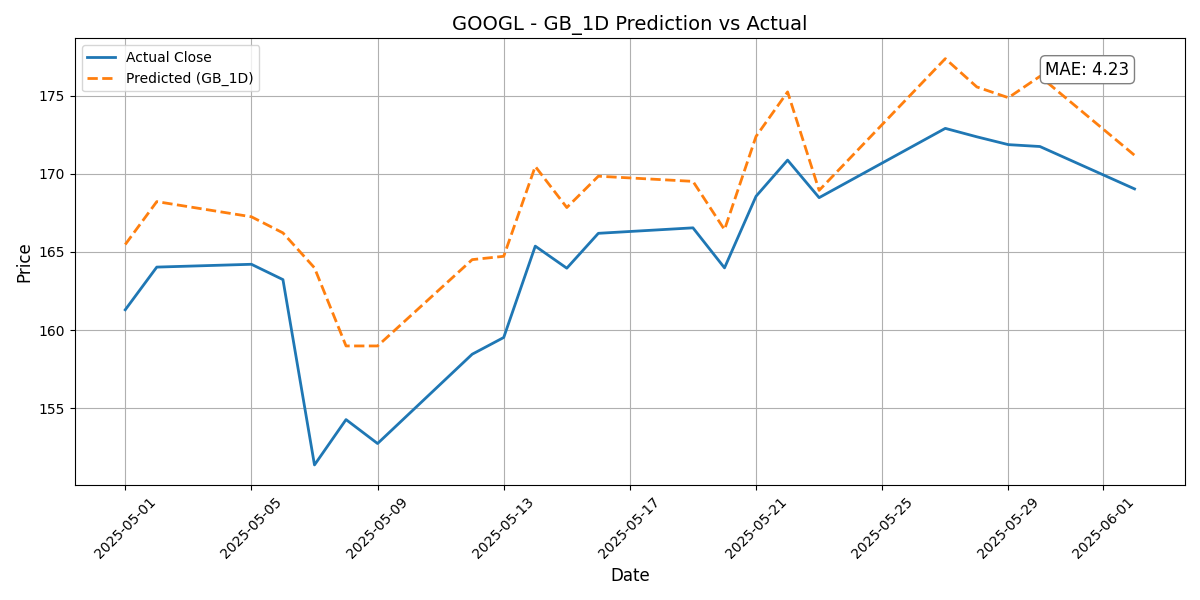 GOOGL - GB_1D Prediction vs Actual
Actual Close
Predicted (GB_1D)
MAE: 4.23
Price
175
170
165
160
155
2025-05-01
2025-05-05
2025-05-09
2025-05-13
2025-05-17
2025-05-21
2025-05-25
2025-05-29
2025-06-01
Date